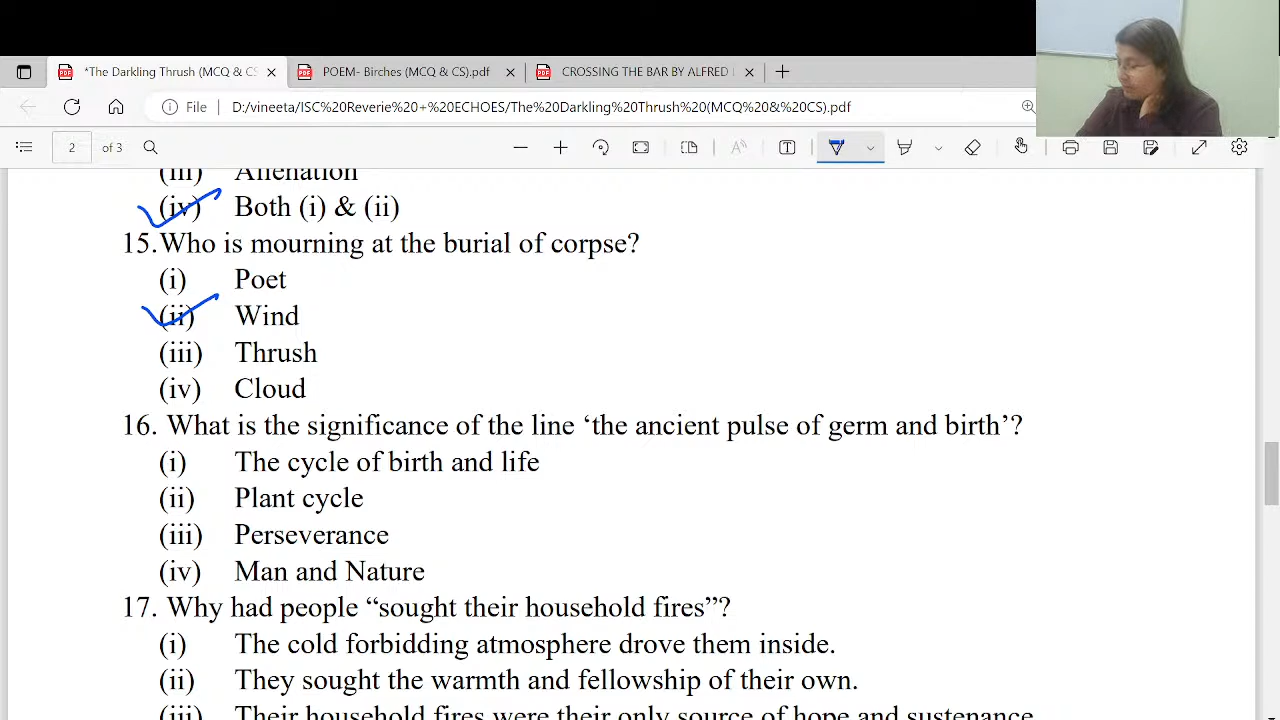 *The Darkling Thrush (MCQ & CS
POEM- Birches (MCQ & CS).pdf
CROSSING THE BAR BY ALFRED
File
D:/vineeta/ISC%20Reverie%20+%20ECHOES/The%20Darkling%20Thrush%20(MCQ%20&%20CS).pdf
2 of 3
(iii) Alienation
(iv) Both (i) & (ii)
15.Who is mourning at the burial of corpse?
(i) Poet
(ii) Wind
(iii) Thrush
(iv) Cloud
16. What is the significance of the line ‘the ancient pulse of germ and birth’?
(i) The cycle of birth and life
(ii) Plant cycle
(iii) Perseverance
(iv) Man and Nature
17. Why had people “sought their household fires”?
(i) The cold forbidding atmosphere drove them inside.
(ii) They sought the warmth and fellowship of their own.
(iii) Their household fires were their only source of hope and sustenance